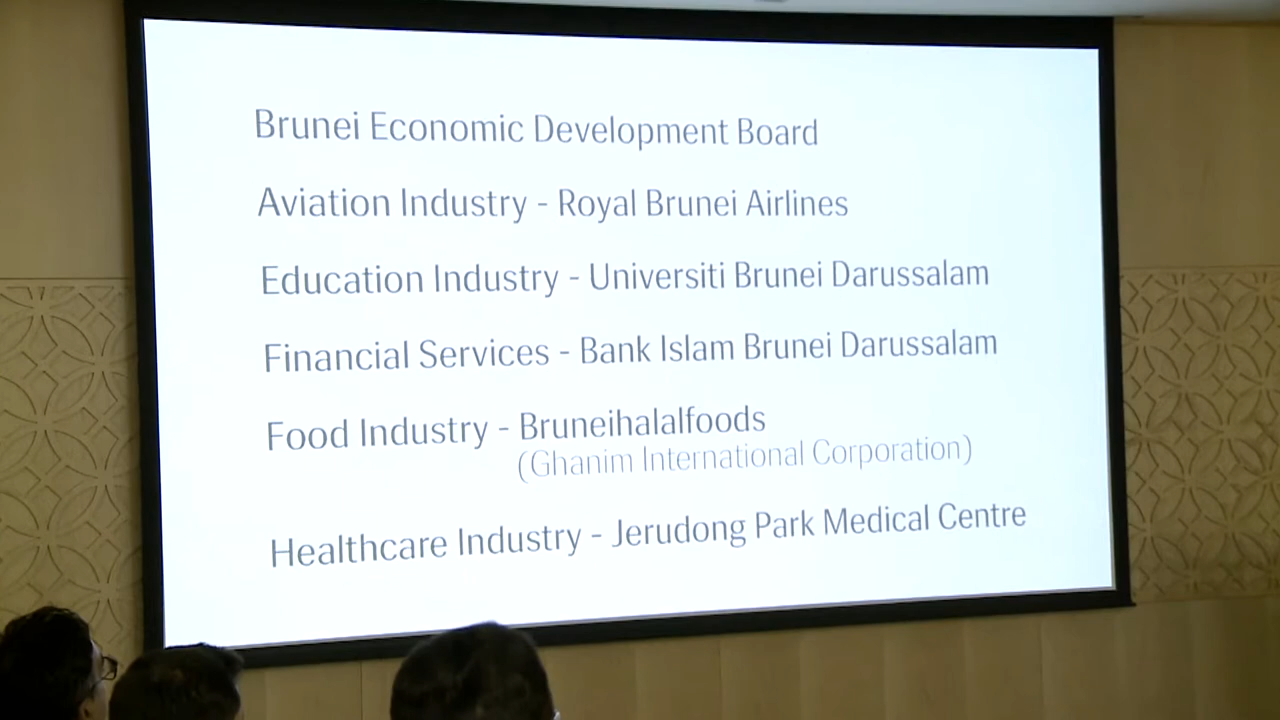 Brunei Economic Development Board
Aviation Industry - Royal Brunei Airlines
Education Industry - Universiti Brunei Darussalam
Financial Services - Bank Islam Brunei Darussalam
Food Industry - Bruneihalalfoods
(Ghanim International Corporation)
Healthcare Industry - Jerudong Park Medical Centre